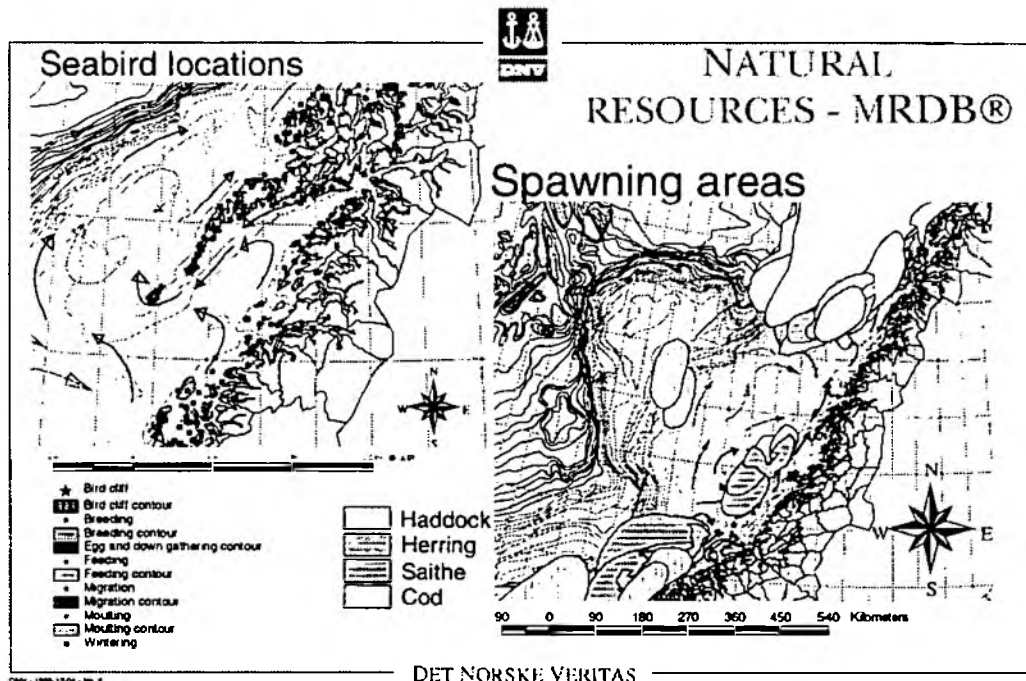 DNV
Seabird locations
NATURAL
RESOURCES - MRDB®
Spawning areas
N
W E
S
Bird cliff
Bird cliff contour
Breeding
Breeding contour
Egg and down gathering contour
Feeding
Feeding contour
Migration
Migration contour
Moulting
Moulting contour
Wintering
Haddock
Herring
Saithe
Cod
N
W E
S
90 0 90 180 270 360 450 540 Kilometers
DET NORSKE VERITAS